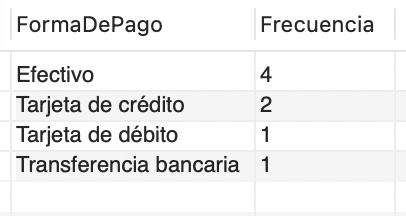 FormaDePago Frecuencia
Efectivo 4
Tarjeta de crédito 2
Tarjeta de débito 1
Transferencia bancaria 1